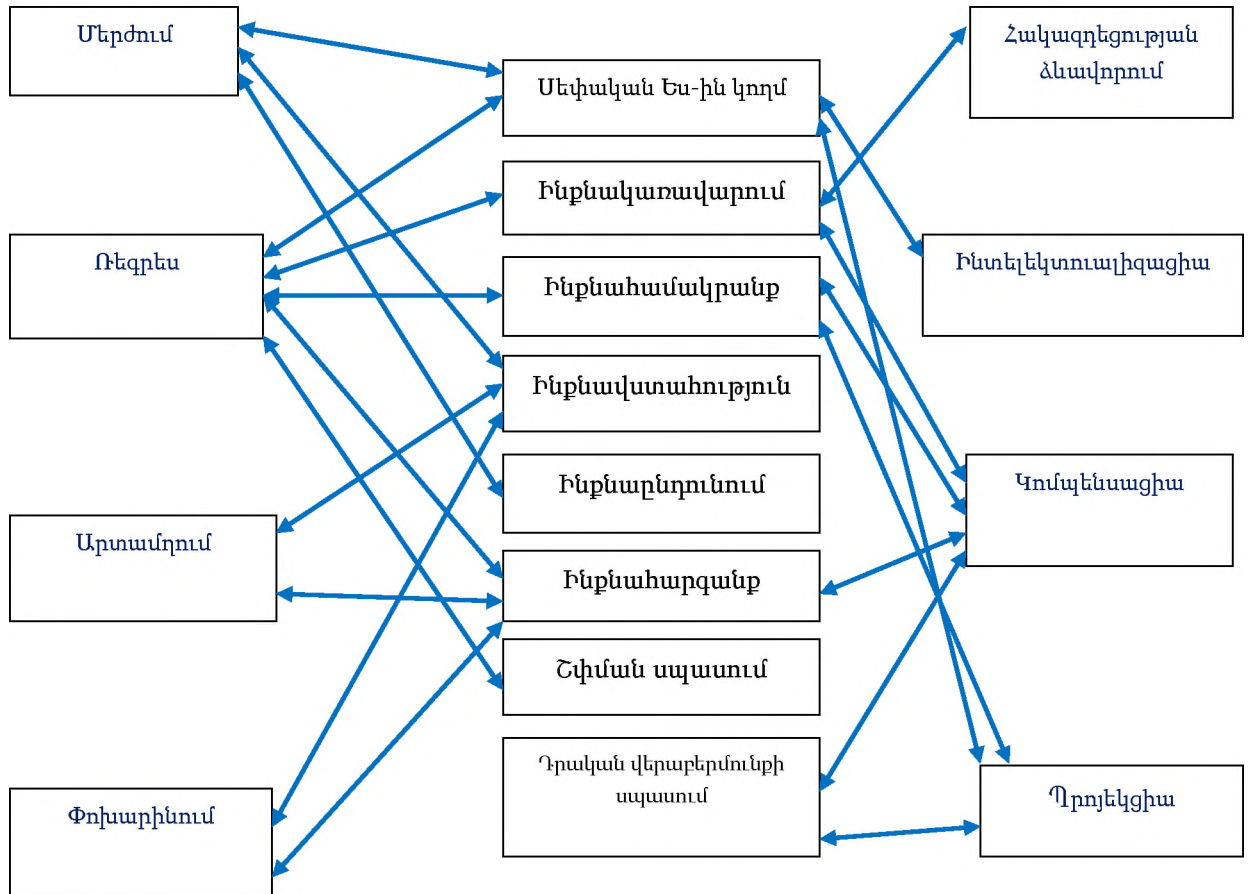 Մերժում
Ռեգրես
Արտամղում
Փոխարինում
Սեփական Ես-ին կողմ
Ինքնակառավարում
Ինքնահամակրանք
Ինքնավստահություն
Ինքնաընդունում
Ինքնահարգանք
Շփման սպասում
Դրական վերաբերմունքի
սպասում
Հակազդեցության
ձևավորում
Ինտելեկտուալիզացիա
Կոմպենսացիա
Պրոյեկցիա